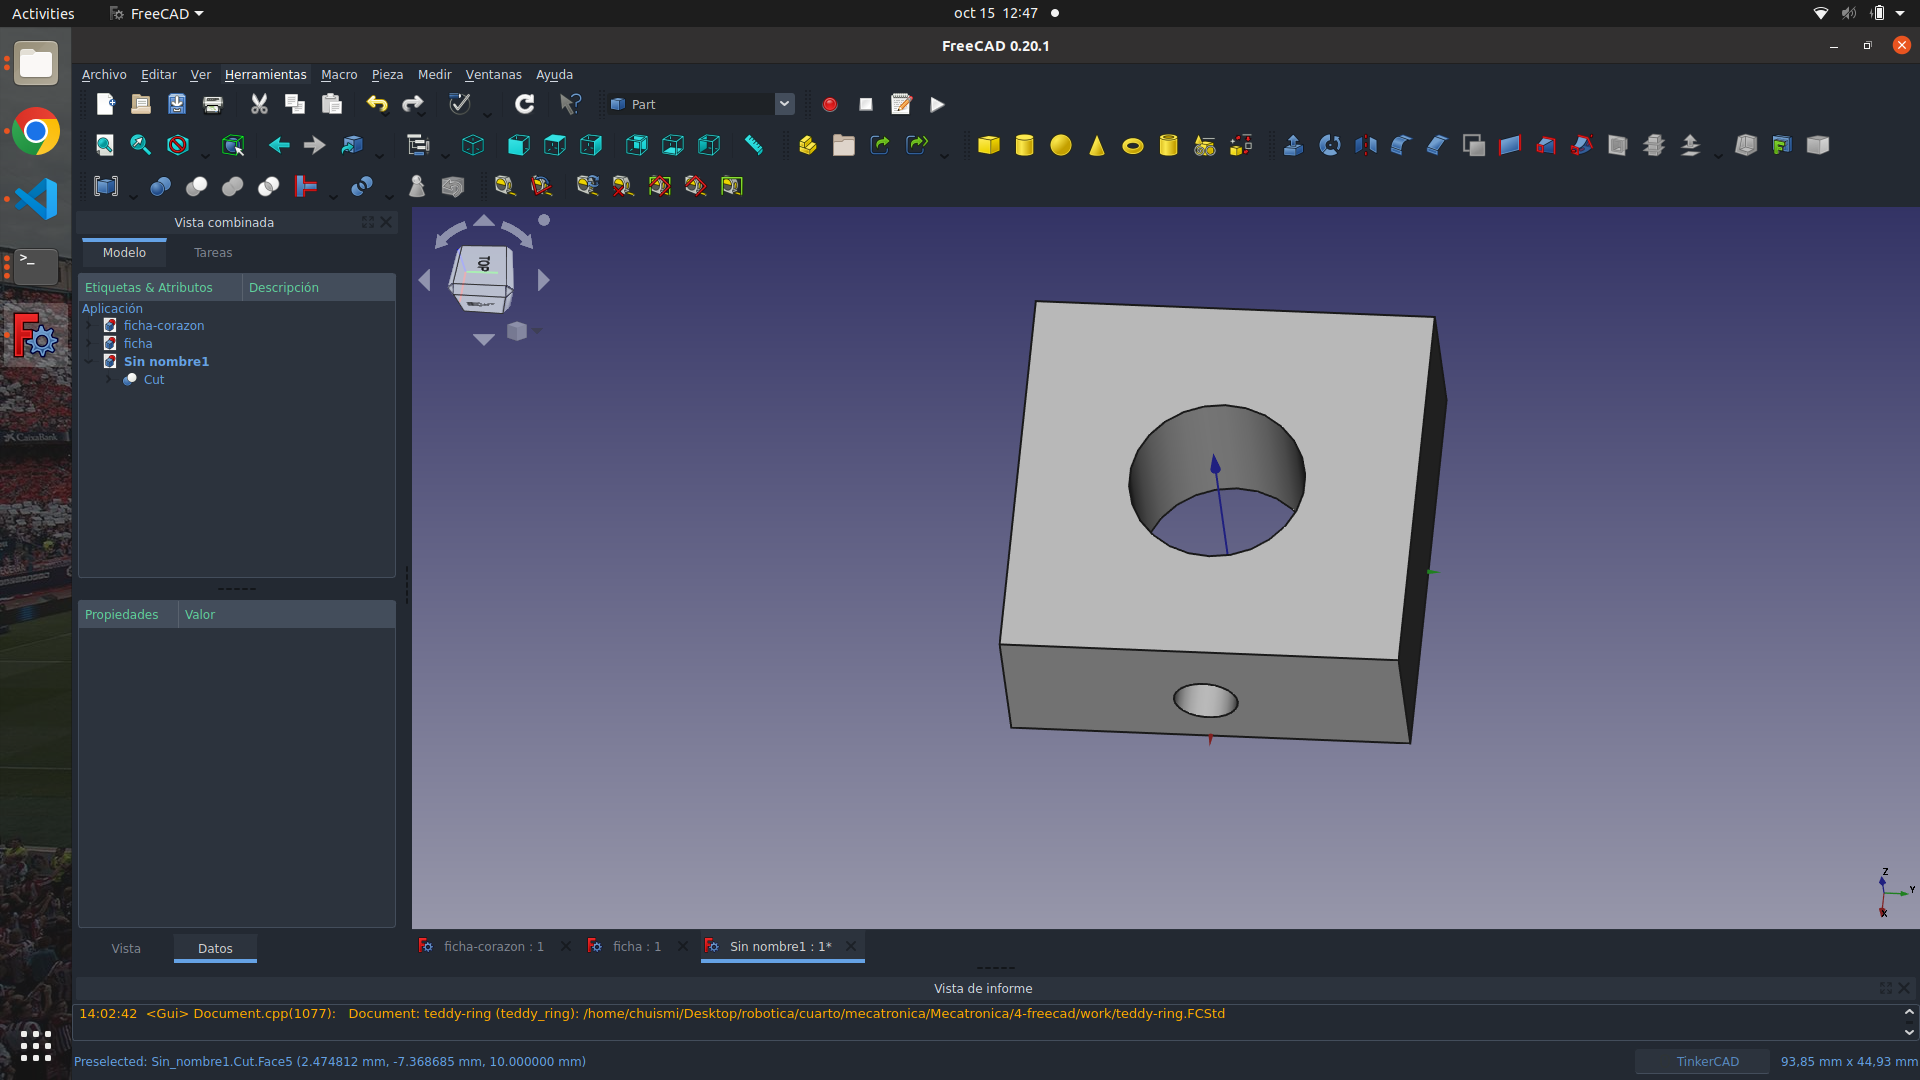 Activities FreeCAD oct 15 12:47
FreeCAD 0.20.1
Archivo Editar Ver Herramientas Macro Pieza Medir Ventanas Ayuda
Part
Vista combinada
Modelo Tareas
Etiquetas & Atributos Descripción
Aplicación
ficha-corazon
ficha
Sin nombre1
Cut
TOP
RIGHT
CaixaBank
Propiedades Valor
Z
Y
X
Vista Datos
ficha-corazon : 1 ficha : 1 Sin nombre1 : 1*
Vista de informe
14:02:42 <Gui> Document.cpp(1077): Document: teddy-ring (teddy_ring): /home/chuismi/Desktop/robotica/cuarto/mecatronica/Mecatronica/4-freecad/work/teddy-ring.FCStd
Preselected: Sin_nombre1.Cut.Face5 (2.474812 mm, -7.368685 mm, 10.000000 mm) TinkerCAD 93,85 mm x 44,93 mm